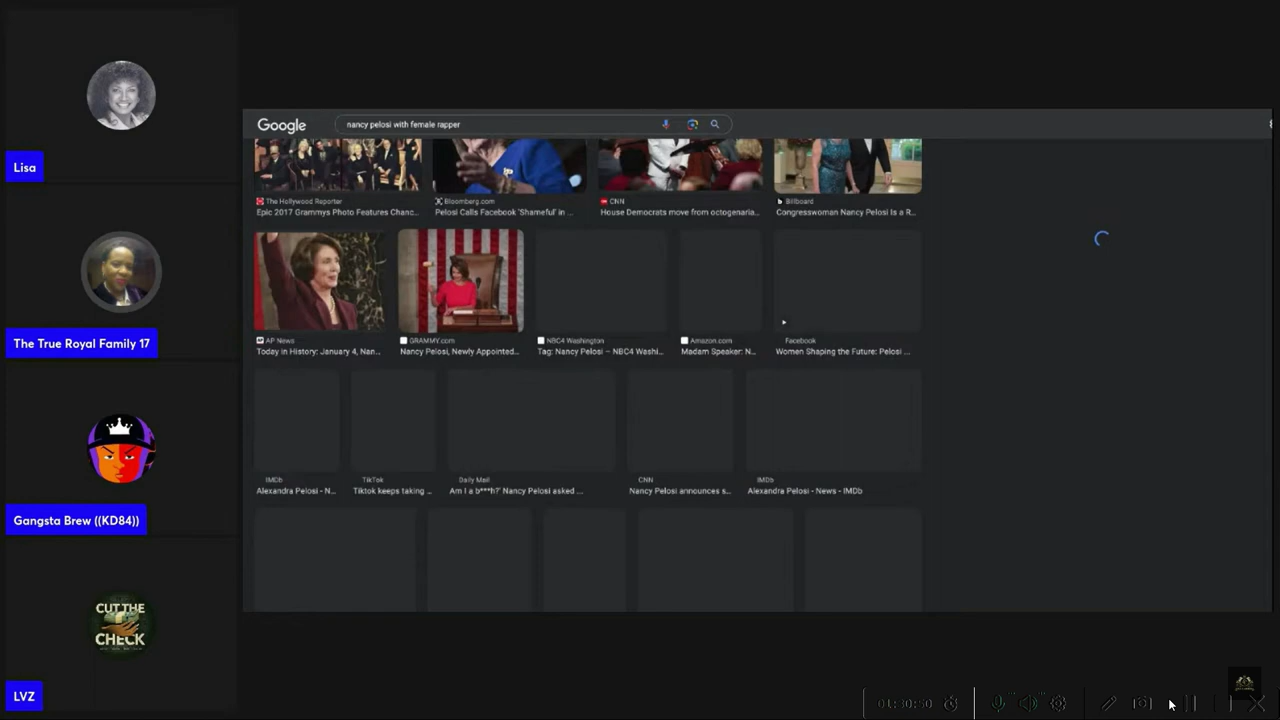 Lisa
The True Royal Family 17
Gangsta Brew ((KD84))
CUT THE
CHECK
LVZ
Google
nancy pelosi with female rapper
The Hollywood Reporter
Epic 2017 Grammys Photo Features Chanc...
Bloomberg.com
Pelosi Calls Facebook 'Shameful' in ...
CNN
House Democrats move from octogenaria...
Billboard
Congresswoman Nancy Pelosi Is a R...
AP News
Today in History: January 4, Nan...
GRAMMY.com
Nancy Pelosi, Newly Appointed...
NBC4 Washington
Tag: Nancy Pelosi – NBC4 Washi...
Amazon.com
Madam Speaker: N...
Facebook
Women Shaping the Future: Pelosi ...
IMDb
Alexandra Pelosi - N...
TikTok
Tiktok keeps taking ...
Daily Mail
Am I a b***h?' Nancy Pelosi asked ...
CNN
Nancy Pelosi announces s...
IMDb
Alexandra Pelosi - News - IMDb
01:30:50